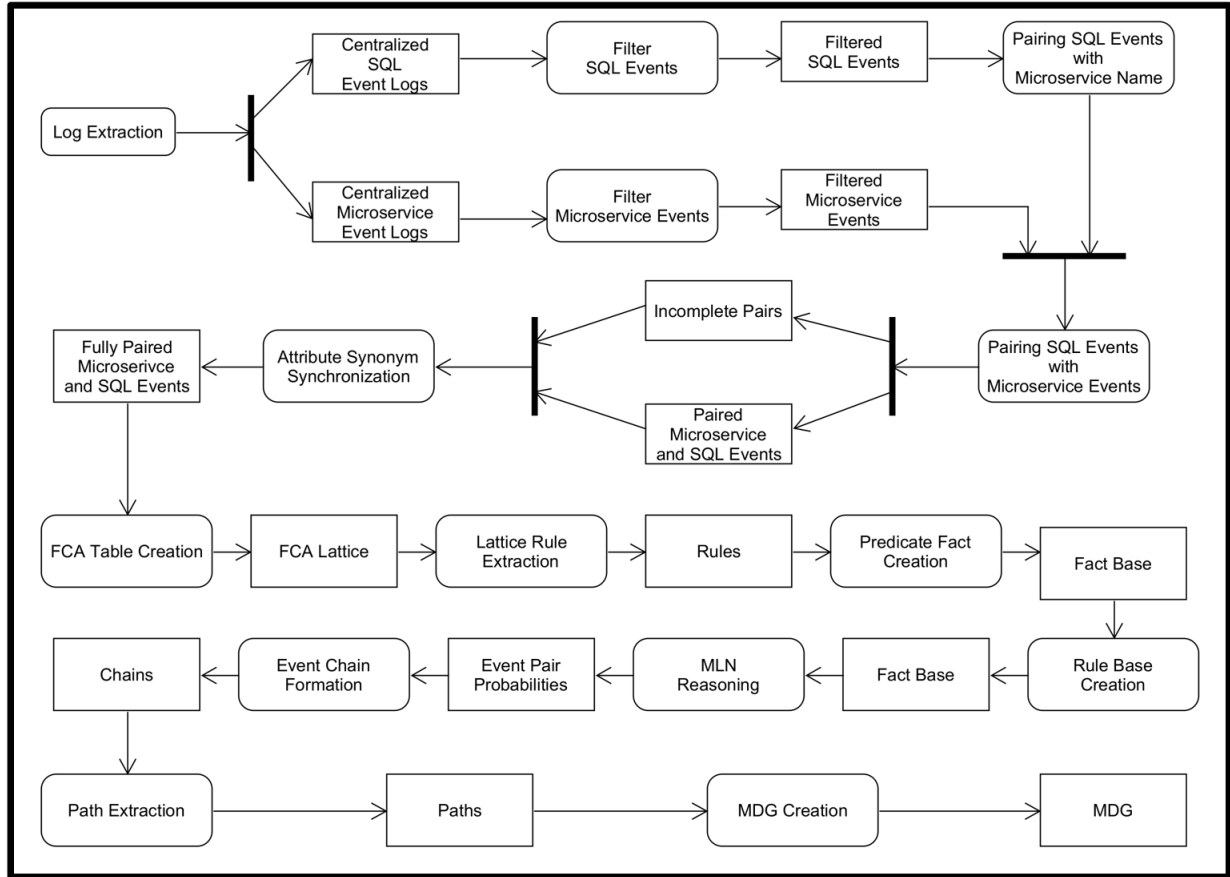 Centralized
SQL
Event Logs
Filter
SQL Events
Filtered
SQL Events
Pairing SQL Events
with
Microservice Name
Log Extraction
Centralized
Microservice
Event Logs
Filter
Microservice Events
Filtered
Microservice
Events
Incomplete Pairs
Fully Paired
Microserivce
and SQL Events
Attribute Synonym
Synchronization
Pairing SQL Events
with
Microservice Events
Paired
Microservice
and SQL Events
FCA Table Creation
FCA Lattice
Lattice Rule
Extraction
Rules
Predicate Fact
Creation
Fact Base
Chains
Event Chain
Formation
Event Pair
Probabilities
MLN
Reasoning
Fact Base
Rule Base
Creation
Path Extraction
Paths
MDG Creation
MDG